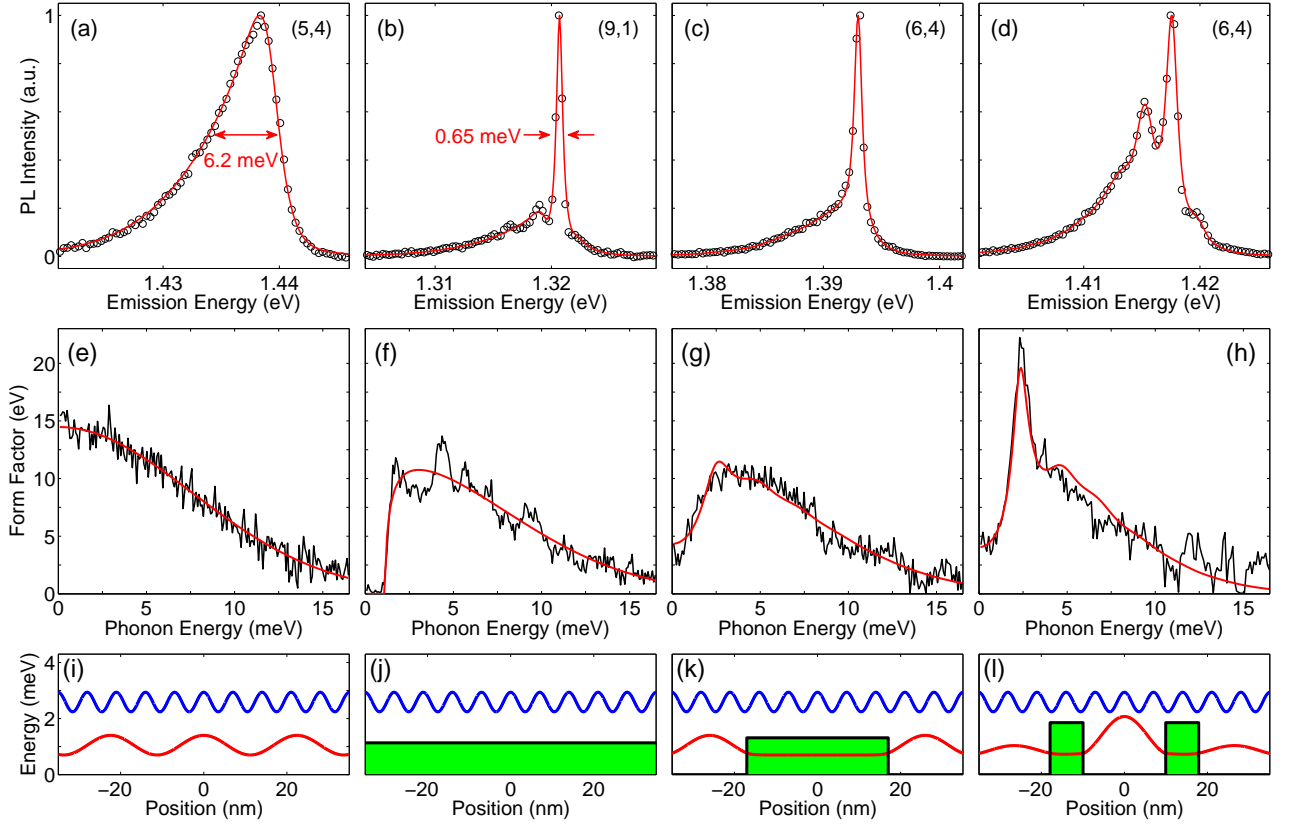 (a) (5,4) (b) (9,1) (c) (6,4) (d) (6,4)
1
0
PL Intensity (a.u.)
6.2 meV
0.65 meV
1.43 1.44 1.31 1.32 1.38 1.39 1.4 1.41 1.42
Emission Energy (eV) Emission Energy (eV) Emission Energy (eV) Emission Energy (eV)
(e) (f) (g) (h)
20
15
10
5
0
Form Factor (eV)
0 5 10 15 0 5 10 15 0 5 10 15 0 5 10 15
Phonon Energy (meV) Phonon Energy (meV) Phonon Energy (meV) Phonon Energy (meV)
(i) (j) (k) (l)
4
2
0
Energy (meV)
−20 0 20 −20 0 20 −20 0 20 −20 0 20
Position (nm) Position (nm) Position (nm) Position (nm)